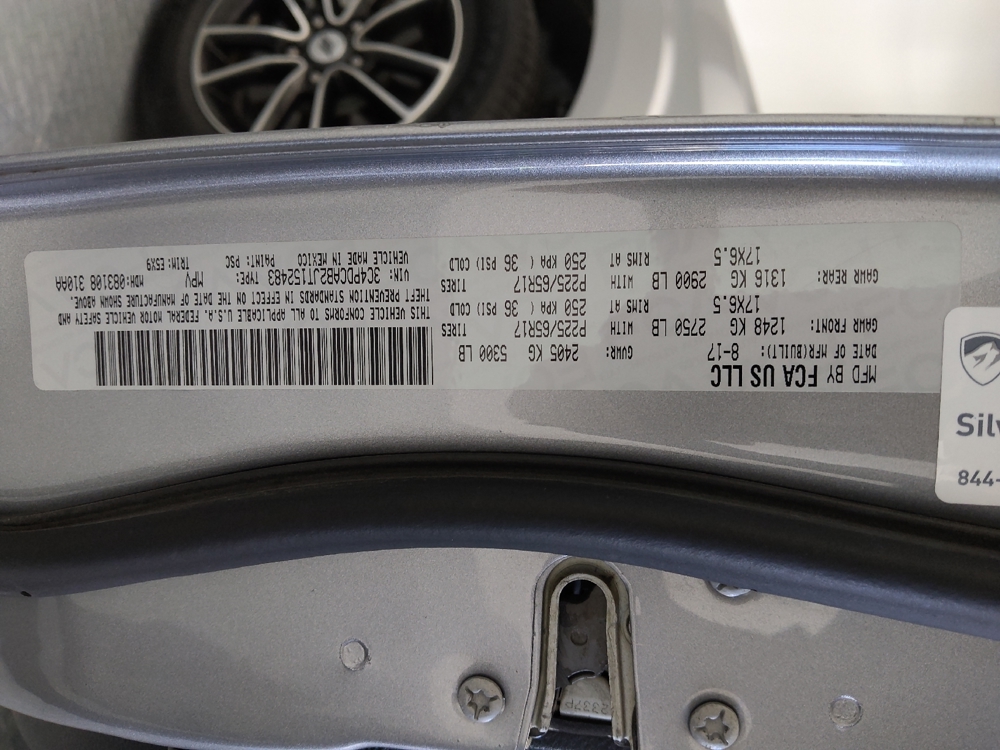 MFD BY FCA US LLC
DATE OF MFR(BUILT): 8-17
GVWR: 2405 KG 5300 LB
GAWR FRONT: 1248 KG 2750 LB WITH P225/65R17 TIRES
17X6.5 RIMS AT 250 KPA ( 36 PSI) COLD
GAWR REAR: 1316 KG 2900 LB WITH P225/65R17 TIRES
17X6.5 RIMS AT 250 KPA ( 36 PSI) COLD
THIS VEHICLE CONFORMS TO ALL APPLICABLE U.S.A. FEDERAL MOTOR VEHICLE SAFETY AND
THEFT PREVENTION STANDARDS IN EFFECT ON THE DATE OF MANUFACTURE SHOWN ABOVE.
VIN: TYPE: MPV MDH:083108 310AA
VEHICLE MADE IN MEXICO PAINT: PSC TRIM: E5X9
Silv
844-